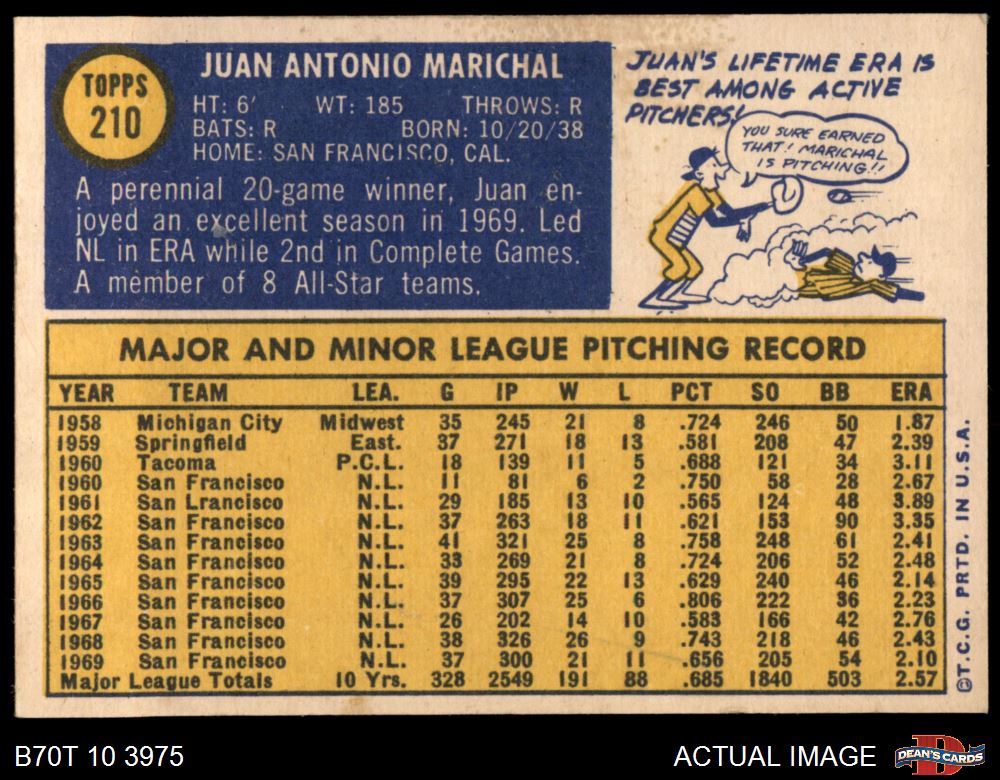 TOPPS
210
JUAN ANTONIO MARICHAL
HT: 6' WT: 185 THROWS: R
BATS: R BORN: 10/20/38
HOME: SAN FRANCISCO, CAL.
A perennial 20-game winner, Juan en-
joyed an excellent season in 1969. Led
NL in ERA while 2nd in Complete Games.
A member of 8 All-Star teams.
JUAN'S LIFETIME ERA IS
BEST AMONG ACTIVE
PITCHERS!
YOU SURE EARNED
THAT! MARICHAL
IS PITCHING!!
MAJOR AND MINOR LEAGUE PITCHING RECORD
YEAR TEAM LEA. G IP W L PCT SO BB ERA
1958 Michigan City Midwest 35 245 21 8 .724 246 50 1.87
1959 Springfield East. 37 271 18 13 .581 208 47 2.39
1960 Tacoma P.C.L. 18 139 11 5 .688 121 34 3.11
1960 San Francisco N.L. 11 81 6 2 .750 58 28 2.67
1961 San Lrancisco N.L. 29 185 13 10 .565 124 48 3.89
1962 San Francisco N.L. 37 263 18 11 .621 153 90 3.35
1963 San Francisco N.L. 41 321 25 8 .758 248 61 2.41
1964 San Francisco N.L. 33 269 21 8 .724 206 52 2.48
1965 San Francisco N.L. 39 295 22 13 .629 240 46 2.14
1966 San Francisco N.L. 37 307 25 6 .806 222 36 2.23
1967 San Francisco N.L. 26 202 14 10 .583 166 42 2.76
1968 San Francisco N.L. 38 326 26 9 .743 218 46 2.43
1969 San Francisco N.L. 37 300 21 11 .656 205 54 2.10
Major League Totals 10 Yrs. 328 2549 191 88 .685 1840 503 2.57
©T.C.G. PRTD. IN U.S.A.
B70T 10 3975
ACTUAL IMAGE
DEAN'S CARDS